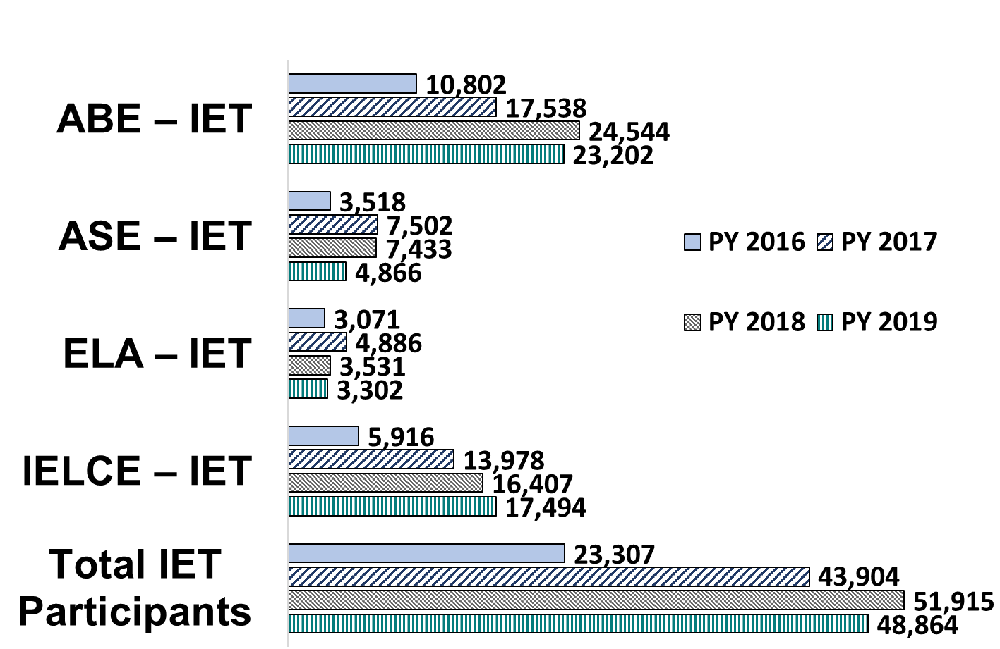 ABE – IET
10,802
17,538
24,544
23,202
ASE – IET
3,518
7,502
7,433
4,866
PY 2016
PY 2017
PY 2018
PY 2019
ELA – IET
3,071
4,886
3,531
3,302
IELCE – IET
5,916
13,978
16,407
17,494
Total IET
Participants
23,307
43,904
51,915
48,864